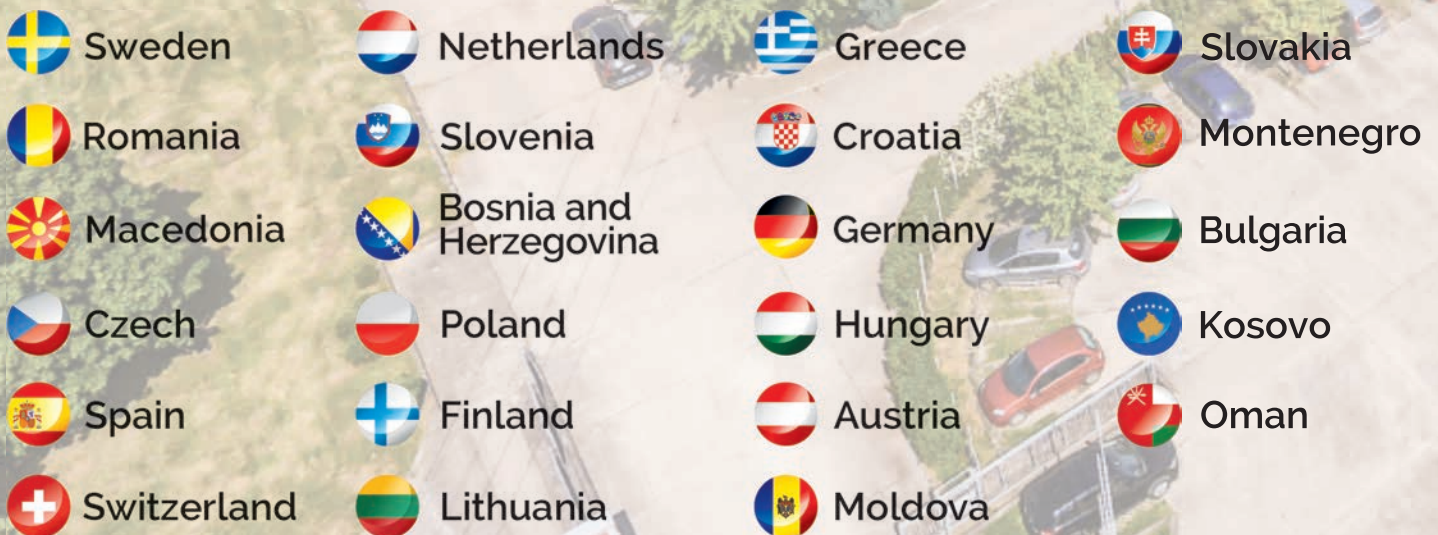 Sweden
Romania
Macedonia
Czech
Spain
Switzerland
Netherlands
Slovenia
Bosnia and
Herzegovina
Poland
Finland
Lithuania
Greece
Croatia
Germany
Hungary
Austria
Moldova
Slovakia
Montenegro
Bulgaria
Kosovo
Oman